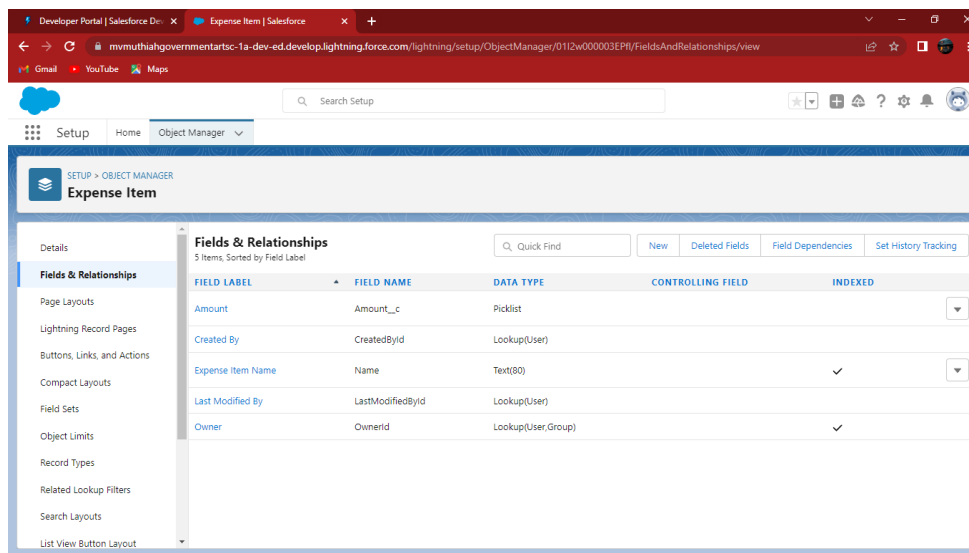 Developer Portal | Salesforce Dev
Expense Item | Salesforce
mvmuthiahgovernmentartsc-1a-dev-ed.develop.lightning.force.com/lightning/setup/ObjectManager/01I2w000003EPfl/FieldsAndRelationships/view
Gmail YouTube Maps
Search Setup
Setup Home Object Manager
SETUP > OBJECT MANAGER
Expense Item
Details
Fields & Relationships
Page Layouts
Lightning Record Pages
Buttons, Links, and Actions
Compact Layouts
Field Sets
Object Limits
Record Types
Related Lookup Filters
Search Layouts
List View Button Layout
Fields & Relationships
5 Items, Sorted by Field Label
Quick Find
New Deleted Fields Field Dependencies Set History Tracking
FIELD LABEL FIELD NAME DATA TYPE CONTROLLING FIELD INDEXED
Amount Amount__c Picklist
Created By CreatedById Lookup(User)
Expense Item Name Name Text(80)
Last Modified By LastModifiedById Lookup(User)
Owner OwnerId Lookup(User,Group)